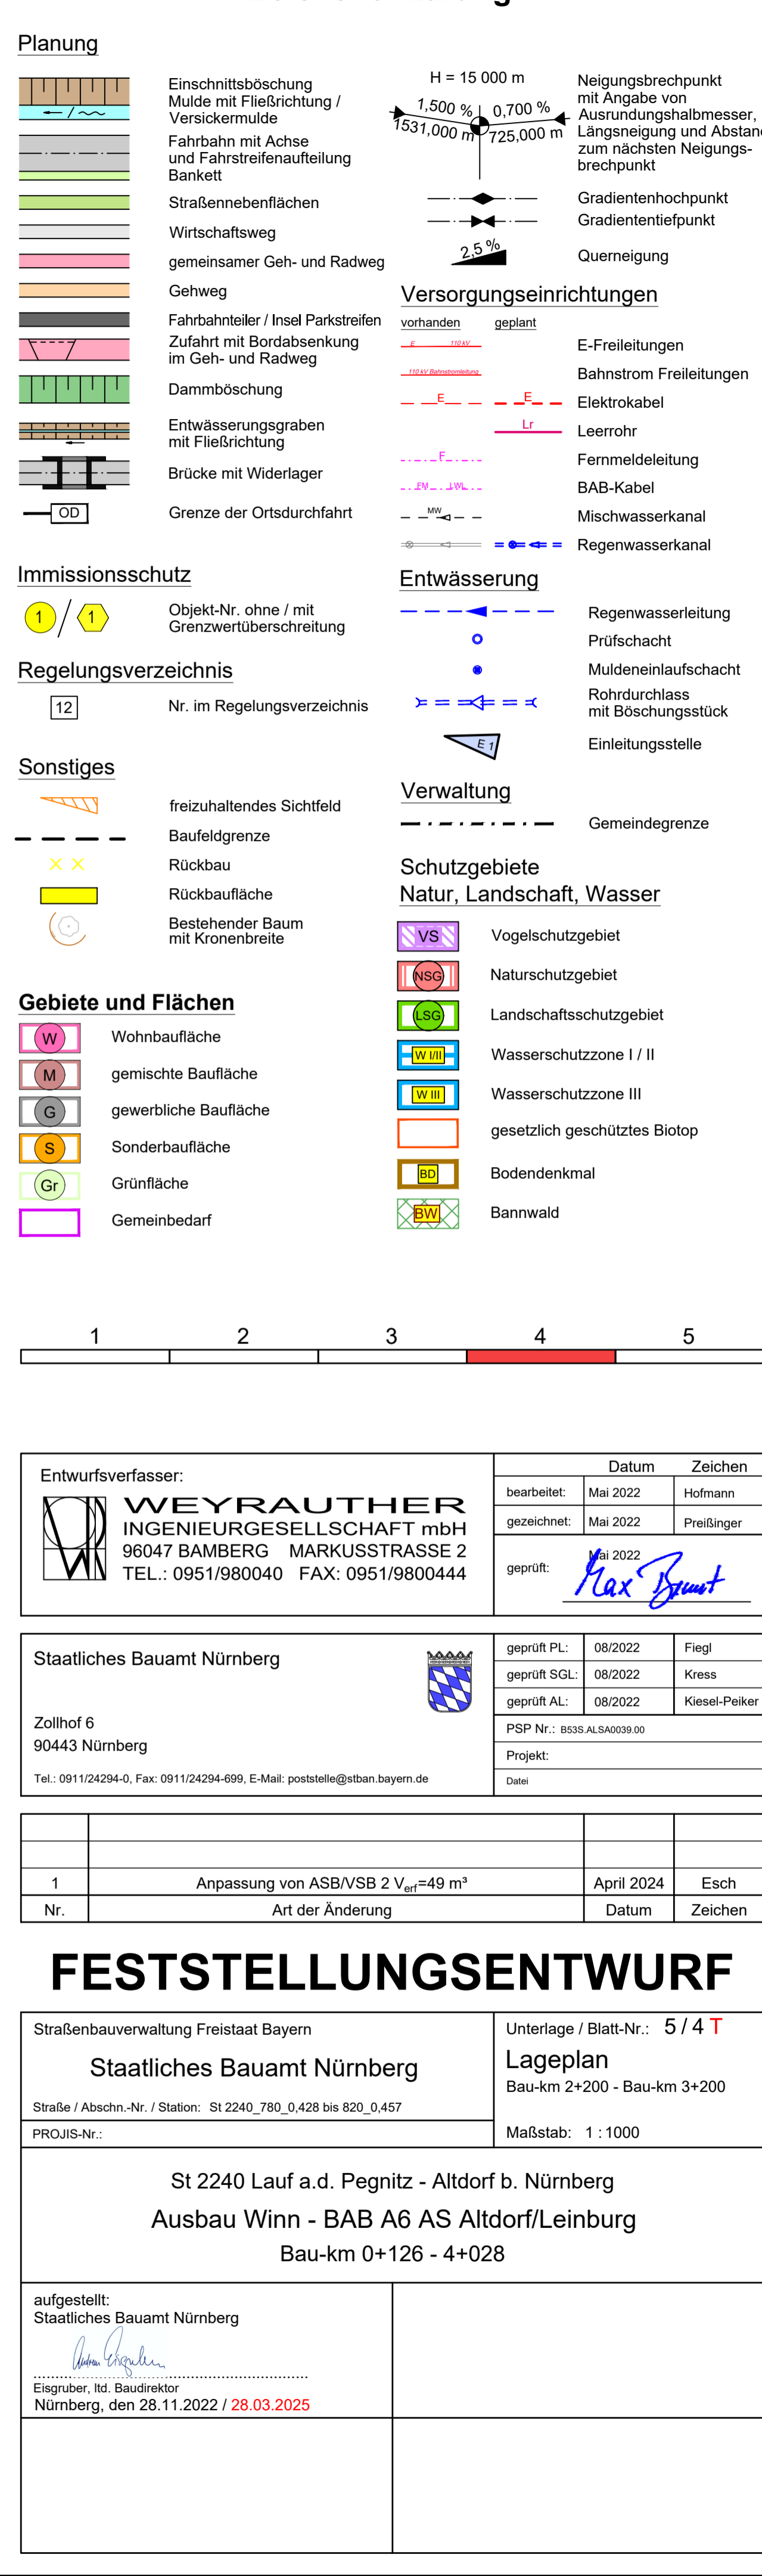 Planung
Einschnittsböschung
Mulde mit Fließrichtung /
Versickermulde
Fahrbahn mit Achse
und Fahrstreifenaufteilung
Bankett
Straßennebenflächen
Wirtschaftsweg
gemeinsamer Geh- und Radweg
Gehweg
Fahrbahnteiler / Insel Parkstreifen
Zufahrt mit Bordabsenkung
im Geh- und Radweg
Dammböschung
Entwässerungsgraben
mit Fließrichtung
Brücke mit Widerlager
OD Grenze der Ortsdurchfahrt
H = 15 000 m
1,500 % 0,700 %
1531,000 m 725,000 m
Neigungsbrechpunkt
mit Angabe von
Ausrundungshalbmesser,
Längsneigung und
zum nächsten Neigungs-
brechpunkt
Gradientenhochpunkt
Gradiententiefpunkt
2,5 % Querneigung
Versorgungseinrichtungen
vorhanden geplant
E 110 kV E-Freileitungen
110 kV Bahnstromleitung Bahnstrom Freileitungen
E E Elektrokabel
Lr Leerrohr
F Fernmeldeleitung
FM LWL BAB-Kabel
MW Mischwasserkanal
Regenwasserkanal
Immissionsschutz
1 / 1 Objekt-Nr. ohne / mit
Grenzwertüberschreitung
Regelungsverzeichnis
12 Nr. im Regelungsverzeichnis
Sonstiges
freizuhaltendes Sichtfeld
Baufeldgrenze
Rückbau
Rückbaufläche
Bestehender Baum
mit Kronenbreite
Entwässerung
Regenwasserleitung
Prüfschacht
Muldeneinlaufschacht
Rohrdurchlass
mit Böschungsstück
E 1 Einleitungsstelle
Verwaltung
Gemeindegrenze
Gebiete und Flächen
W Wohnbaufläche
M gemischte Baufläche
G gewerbliche Baufläche
S Sonderbaufläche
Gr Grünfläche
Gemeinbedarf
Schutzgebiete
Natur, Landschaft, Wasser
VS Vogelschutzgebiet
NSG Naturschutzgebiet
LSG Landschaftsschutzgebiet
W I/II Wasserschutzzone I / II
W III Wasserschutzzone III
gesetzlich geschütztes Biotop
BD Bodendenkmal
BW Bannwald
1 2 3 4 5
Entwurfsverfasser:
WEYRAUTHER
INGENIEURGESELLSCHAFT mbH
96047 BAMBERG MARKUSSTRASSE 2
TEL.: 0951/980040 FAX: 0951/9800444
Datum Zeichen
bearbeitet: Mai 2022 Hofmann
gezeichnet: Mai 2022 Preißinger
geprüft: Mai 2022
Staatliches Bauamt Nürnberg
Zollhof 6
90443 Nürnberg
Tel.: 0911/24294-0, Fax: 0911/24294-699, E-Mail: poststelle@stban.bayern.de
geprüft PL: 08/2022 Fiegl
geprüft SGL: 08/2022 Kress
geprüft AL: 08/2022 Kiesel-Peiker
PSP Nr.: B53S.ALSA0039.00
Projekt:
Datei
1 Anpassung von ASB/VSB 2 Verf=49 m³ April 2024 Esch
Nr. Art der Änderung Datum Zeichen
FESTSTELLUNGSENTWURF
Straßenbauverwaltung Freistaat Bayern
Staatliches Bauamt Nürnberg
Straße / Abschn.-Nr. / Station: St 2240_780_0,428 bis 820_0,457
PROJIS-Nr.:
Unterlage / Blatt-Nr.: 5 / 4 T
Lageplan
Bau-km 2+200 - Bau-km 3+200
Maßstab: 1 : 1000
St 2240 Lauf a.d. Pegnitz - Altdorf b. Nürnberg
Ausbau Winn - BAB A6 AS Altdorf/Leinburg
Bau-km 0+126 - 4+028
aufgestellt:
Staatliches Bauamt Nürnberg
Eisgruber, ltd. Baudirektor
Nürnberg, den 28.11.2022 / 28.03.2025